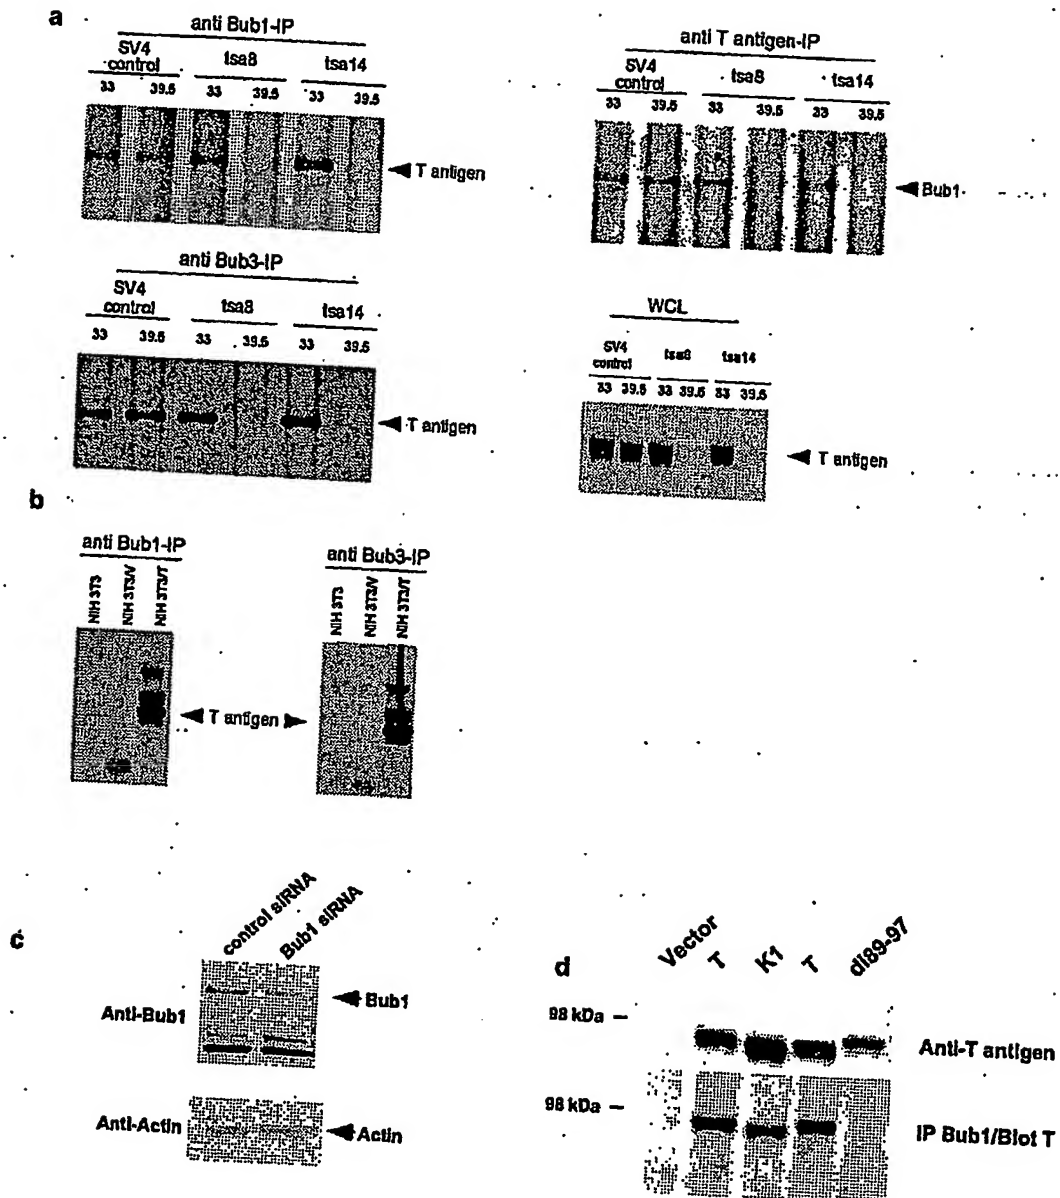 a
anti Bub1-IP
SV4 control tsa8 tsa14
33 39.5 33 39.5 33 39.5
T antigen
anti T antigen-IP
SV4 control tsa8 tsa14
33 39.5 33 39.5 33 39.5
Bub1
anti Bub3-IP
SV4 control tsa8 tsa14
33 39.5 33 39.5 33 39.5
T antigen
WCL
SV4 control tsa8 tsa14
33 39.5 33 39.5 33 39.5
T antigen
b
anti Bub1-IP
NIH 3T3 NIH 3T3/V NIH 3T3/T
anti Bub3-IP
NIH 3T3 NIH 3T3/V NIH 3T3/T
T antigen
c
control siRNA Bub1 siRNA
Anti-Bub1
Bub1
Anti-Actin
Actin
d
Vector T K1 T dl89-97
98 kDa
Anti-T antigen
98 kDa
IP Bub1/Blot T